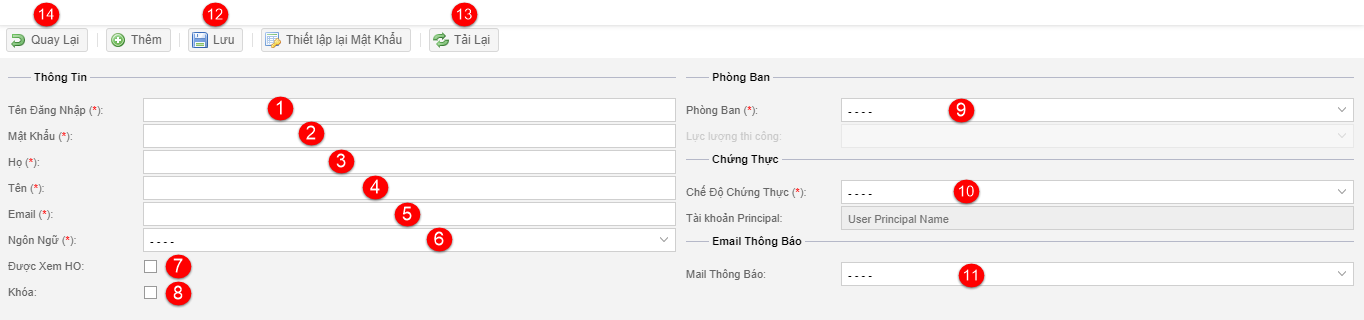 14 12 13
Quay Lại Thêm Lưu Thiết lập lại Mật Khẩu Tải Lại
Thông Tin
Tên Đăng Nhập (*): 1
Mật Khẩu (*): 2
Họ (*): 3
Tên (*): 4
Email (*): 5
Ngôn Ngữ (*): - - - - 6
Được Xem HO: 7
Khóa: 8
Phòng Ban
Phòng Ban (*): - - - - 9
Lực lượng thi công:
Chứng Thực
Chế Độ Chứng Thực (*): - - - - 10
Tài khoản Principal: User Principal Name
Email Thông Báo
Mail Thông Báo: - - - - 11